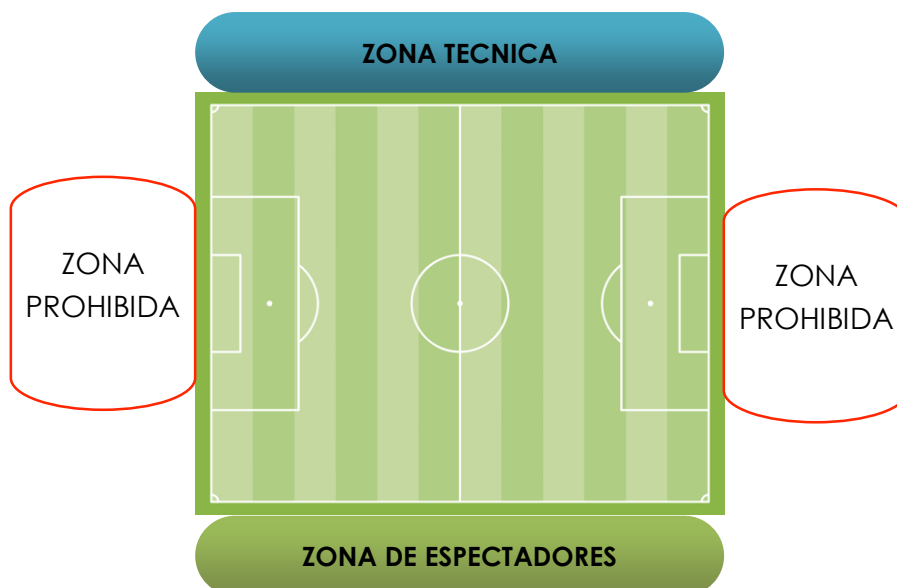 ZONA TECNICA
ZONA
PROHIBIDA
ZONA
PROHIBIDA
ZONA DE ESPECTADORES